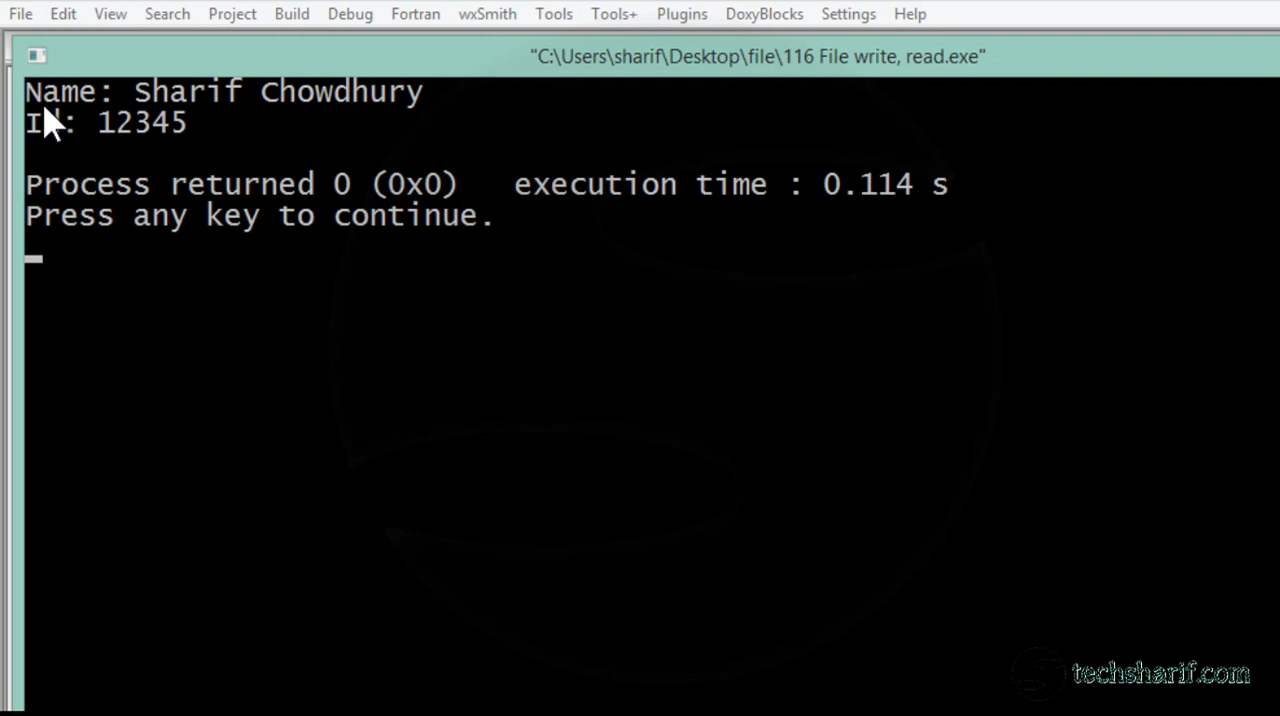 File Edit View Search Project Build Debug Fortran wxSmith Tools Tools+ Plugins DoxyBlocks Settings Help
"C:\Users\sharif\Desktop\file\116 File write, read.exe"
Name: Sharif Chowdhury
Id: 12345
Process returned 0 (0x0)   execution time : 0.114 s
Press any key to continue.
techsharif.com